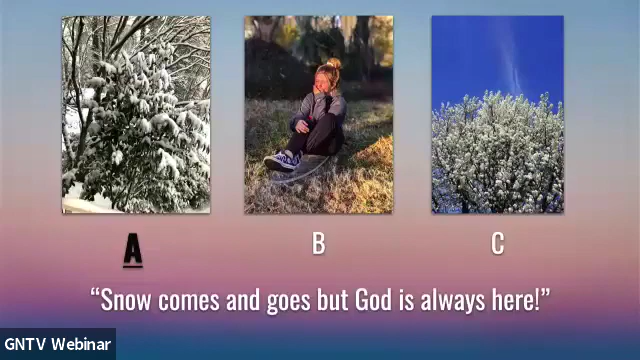 A
B
C
“Snow comes and goes but God is always here!”
GNTV Webinar